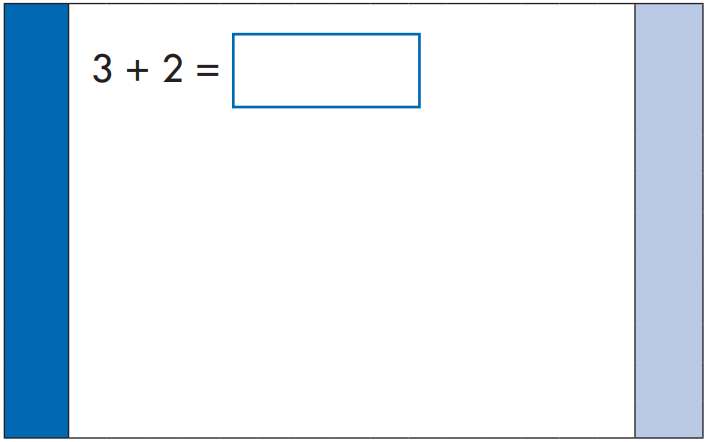 3 + 2 =